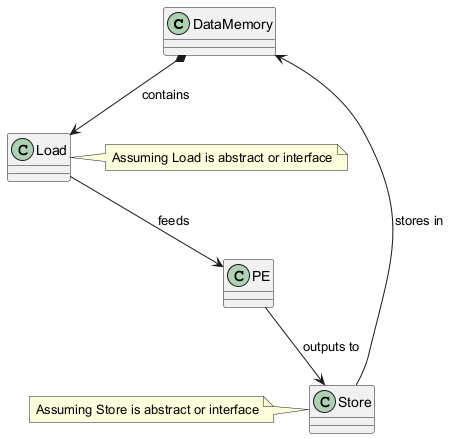 C DataMemory
contains
C Load
Assuming Load is abstract or interface
feeds
stores in
C PE
outputs to
C Store
Assuming Store is abstract or interface